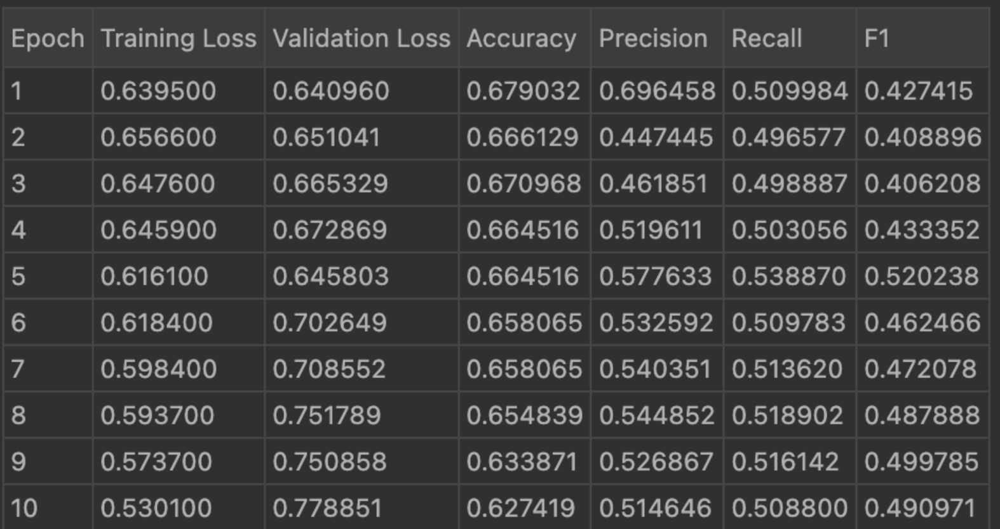 Epoch Training Loss Validation Loss Accuracy Precision Recall F1
1 0.639500 0.640960 0.679032 0.696458 0.509984 0.427415
2 0.656600 0.651041 0.666129 0.447445 0.496577 0.408896
3 0.647600 0.665329 0.670968 0.461851 0.498887 0.406208
4 0.645900 0.672869 0.664516 0.519611 0.503056 0.433352
5 0.616100 0.645803 0.664516 0.577633 0.538870 0.520238
6 0.618400 0.702649 0.658065 0.532592 0.509783 0.462466
7 0.598400 0.708552 0.658065 0.540351 0.513620 0.472078
8 0.593700 0.751789 0.654839 0.544852 0.518902 0.487888
9 0.573700 0.750858 0.633871 0.526867 0.516142 0.499785
10 0.530100 0.778851 0.627419 0.514646 0.508800 0.490971